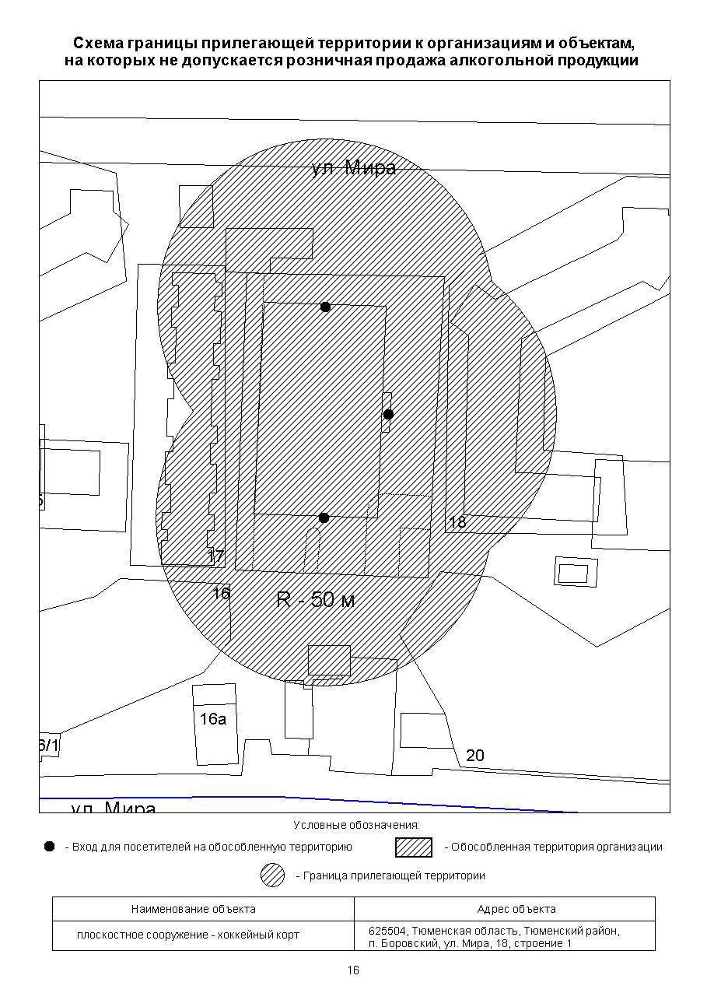 Схема границы прилегающей территории к организациям и объектам,
на которых не допускается розничная продажа алкогольной продукции
ул. Мира
18
17
16
R - 50 м
16а
6/1
20
ул. Мира
Условные обозначения:
- Вход для посетителей на обособленную территорию
- Обособленная территория организации
- Граница прилегающей территории
Наименование объекта
Адрес объекта
плоскостное сооружение - хоккейный корт
625504, Тюменская область, Тюменский район,
п. Боровский, ул. Мира, 18, строение 1
16